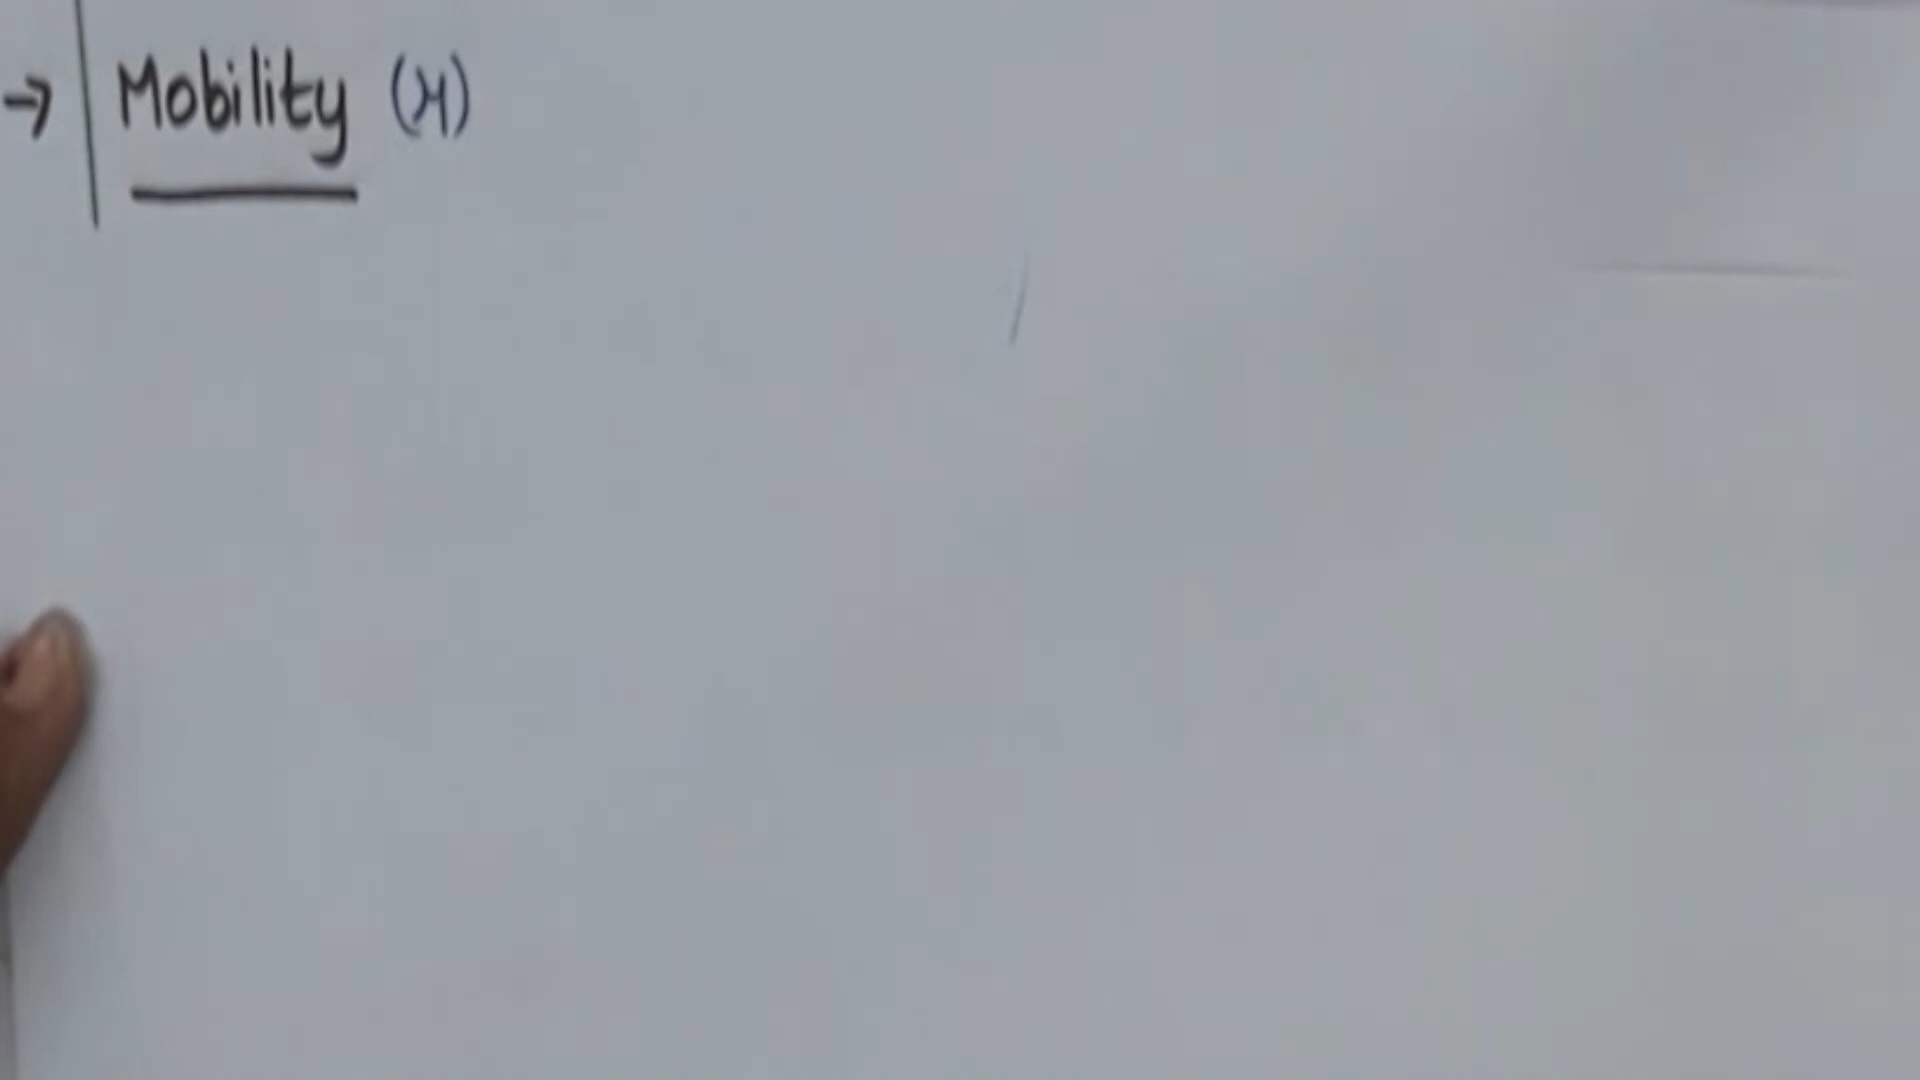 → Mobility (μ)